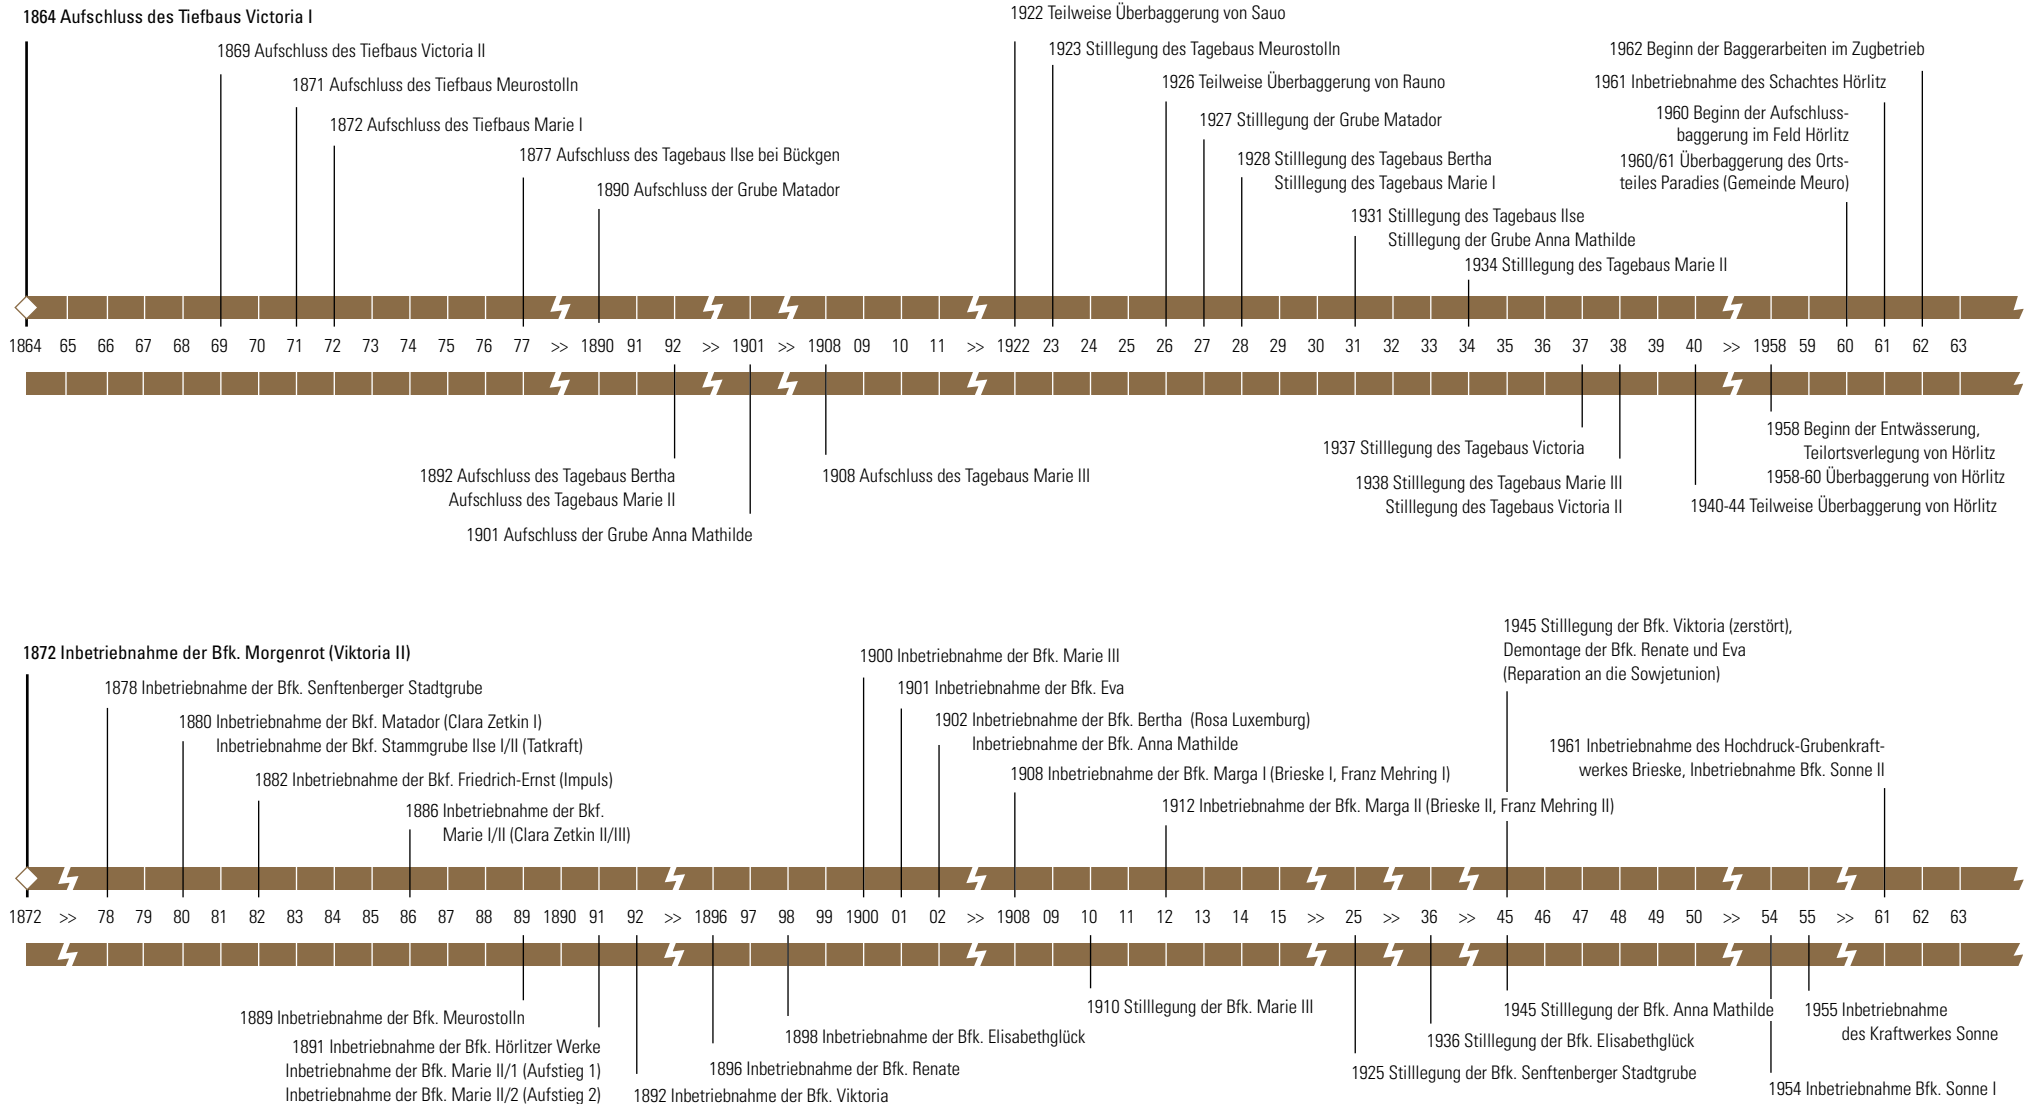 1864 Aufschluss des Tiefbaus Victoria I
1869 Aufschluss des Tiefbaus Victoria II
1871 Aufschluss des Tiefbaus Meurostolln
1872 Aufschluss des Tiefbaus Marie I
1877 Aufschluss des Tagebaus Ilse bei Bückgen
1890 Aufschluss der Grube Matador
1922 Teilweise Überbaggerung von Sauo
1923 Stilllegung des Tagebaus Meurostolln
1926 Teilweise Überbaggerung von Rauno
1927 Stilllegung der Grube Matador
1928 Stilllegung des Tagebaus Bertha
Stilllegung des Tagebaus Marie I
1931 Stilllegung des Tagebaus Ilse
Stilllegung der Grube Anna Mathilde
1934 Stilllegung des Tagebaus Marie II
1962 Beginn der Baggerarbeiten im Zugbetrieb
1961 Inbetriebnahme des Schachtes Hörlitz
1960 Beginn der Aufschluss-
baggerung im Feld Hörlitz
1960/61 Überbaggerung des Orts-
teiles Paradies (Gemeinde Meuro)
1864 65 66 67 68 69 70 71 72 73 74 75 76 77 >> 1890 91 92 >> 1901 >> 1908 09 10 11 >> 1922 23 24 25 26 27 28 29 30 31 32 33 34 35 36 37 38 39 40 >> 1958 59 60 61 62 63
1892 Aufschluss des Tagebaus Bertha
Aufschluss des Tagebaus Marie II
1901 Aufschluss der Grube Anna Mathilde
1908 Aufschluss des Tagebaus Marie III
1937 Stilllegung des Tagebaus Victoria
1938 Stilllegung des Tagebaus Marie III
Stilllegung des Tagebaus Victoria II
1958 Beginn der Entwässerung,
Teilortsverlegung von Hörlitz
1958-60 Überbaggerung von Hörlitz
1940-44 Teilweise Überbaggerung von Hörlitz
1872 Inbetriebnahme der Bfk. Morgenrot (Viktoria II)
1878 Inbetriebnahme der Bfk. Senftenberger Stadtgrube
1880 Inbetriebnahme der Bkf. Matador (Clara Zetkin I)
Inbetriebnahme der Bkf. Stammgrube Ilse I/II (Tatkraft)
1882 Inbetriebnahme der Bkf. Friedrich-Ernst (Impuls)
1886 Inbetriebnahme der Bkf.
Marie I/II (Clara Zetkin II/III)
1900 Inbetriebnahme der Bfk. Marie III
1901 Inbetriebnahme der Bfk. Eva
1902 Inbetriebnahme der Bfk. Bertha (Rosa Luxemburg)
Inbetriebnahme der Bfk. Anna Mathilde
1908 Inbetriebnahme der Bfk. Marga I (Brieske I, Franz Mehring I)
1912 Inbetriebnahme der Bfk. Marga II (Brieske II, Franz Mehring II)
1945 Stilllegung der Bfk. Viktoria (zerstört),
Demontage der Bfk. Renate und Eva
(Reparation an die Sowjetunion)
1961 Inbetriebnahme des Hochdruck-Grubenkraft-
werkes Brieske, Inbetriebnahme Bfk. Sonne II
1872 >> 78 79 80 81 82 83 84 85 86 87 88 89 1890 91 92 >> 1896 97 98 99 1900 01 02 >> 1908 09 10 11 12 13 14 15 >> 25 >> 36 >> 45 46 47 48 49 50 >> 54 55 >> 61 62 63
1889 Inbetriebnahme der Bfk. Meurostolln
1891 Inbetriebnahme der Bfk. Hörlitzer Werke
Inbetriebnahme der Bfk. Marie II/1 (Aufstieg 1)
Inbetriebnahme der Bfk. Marie II/2 (Aufstieg 2)
1892 Inbetriebnahme der Bfk. Viktoria
1896 Inbetriebnahme der Bfk. Renate
1898 Inbetriebnahme der Bfk. Elisabethglück
1910 Stilllegung der Bfk. Marie III
1925 Stilllegung der Bfk. Senftenberger Stadtgrube
1936 Stilllegung der Bfk. Elisabethglück
1945 Stilllegung der Bfk. Anna Mathilde
1955 Inbetriebnahme
des Kraftwerkes Sonne
1954 Inbetriebnahme Bfk. Sonne I